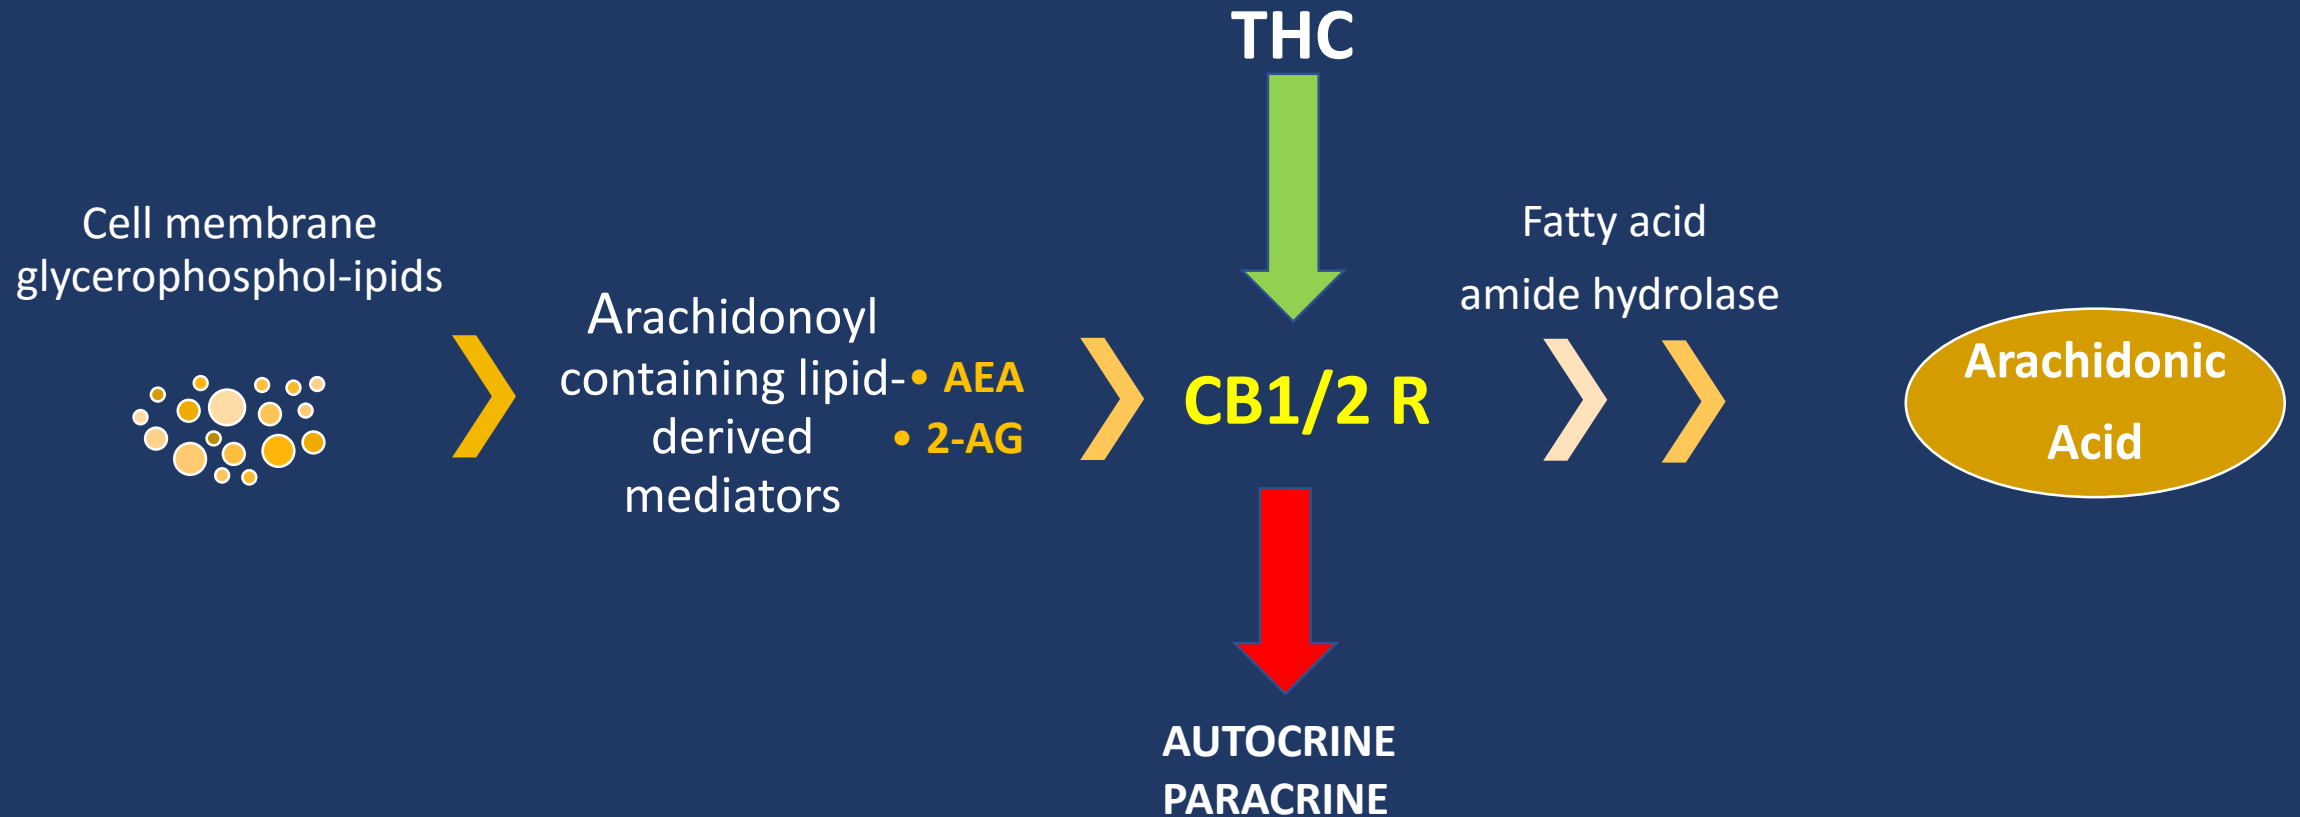 THC
Cell membrane
glycerophosphol-ipids
Arachidonoyl
containing lipid-
derived
mediators
• AEA
• 2-AG
CB1/2 R
Fatty acid
amide hydrolase
Arachidonic
Acid
AUTOCRINE
PARACRINE